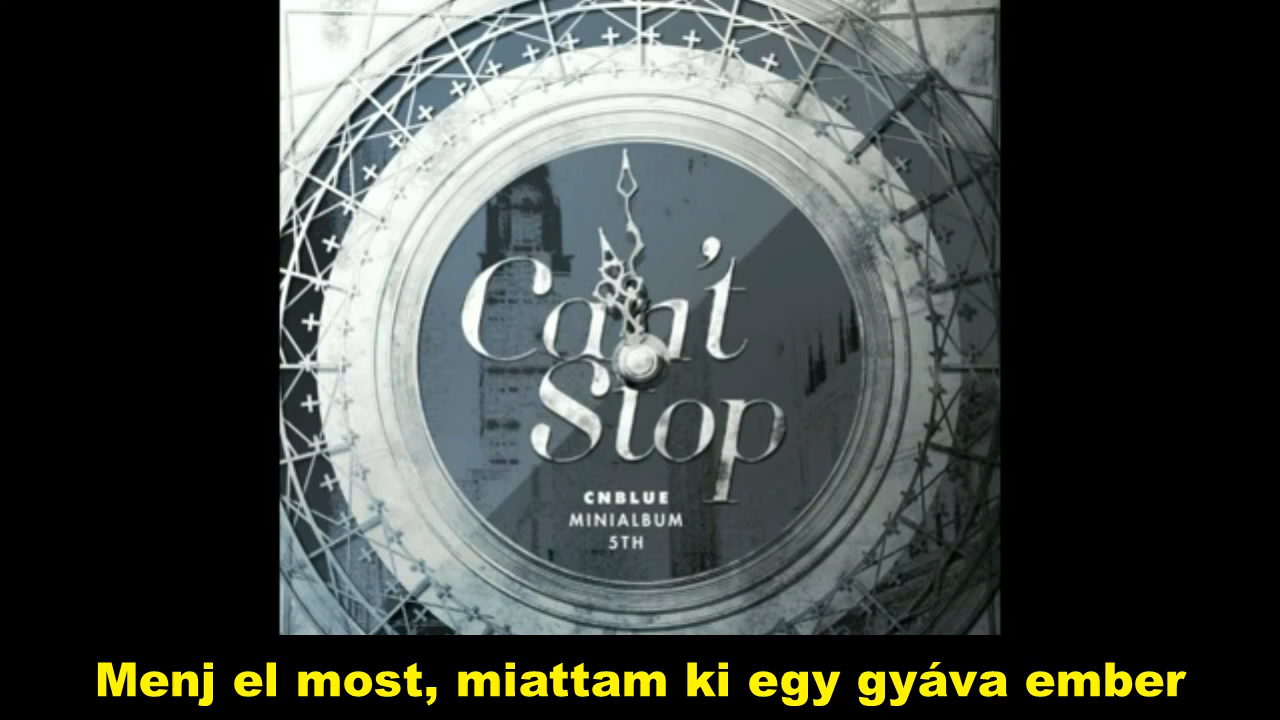 Can't
Stop
CNBLUE
MINIALBUM
5TH
Menj el most, miattam ki egy gyáva ember